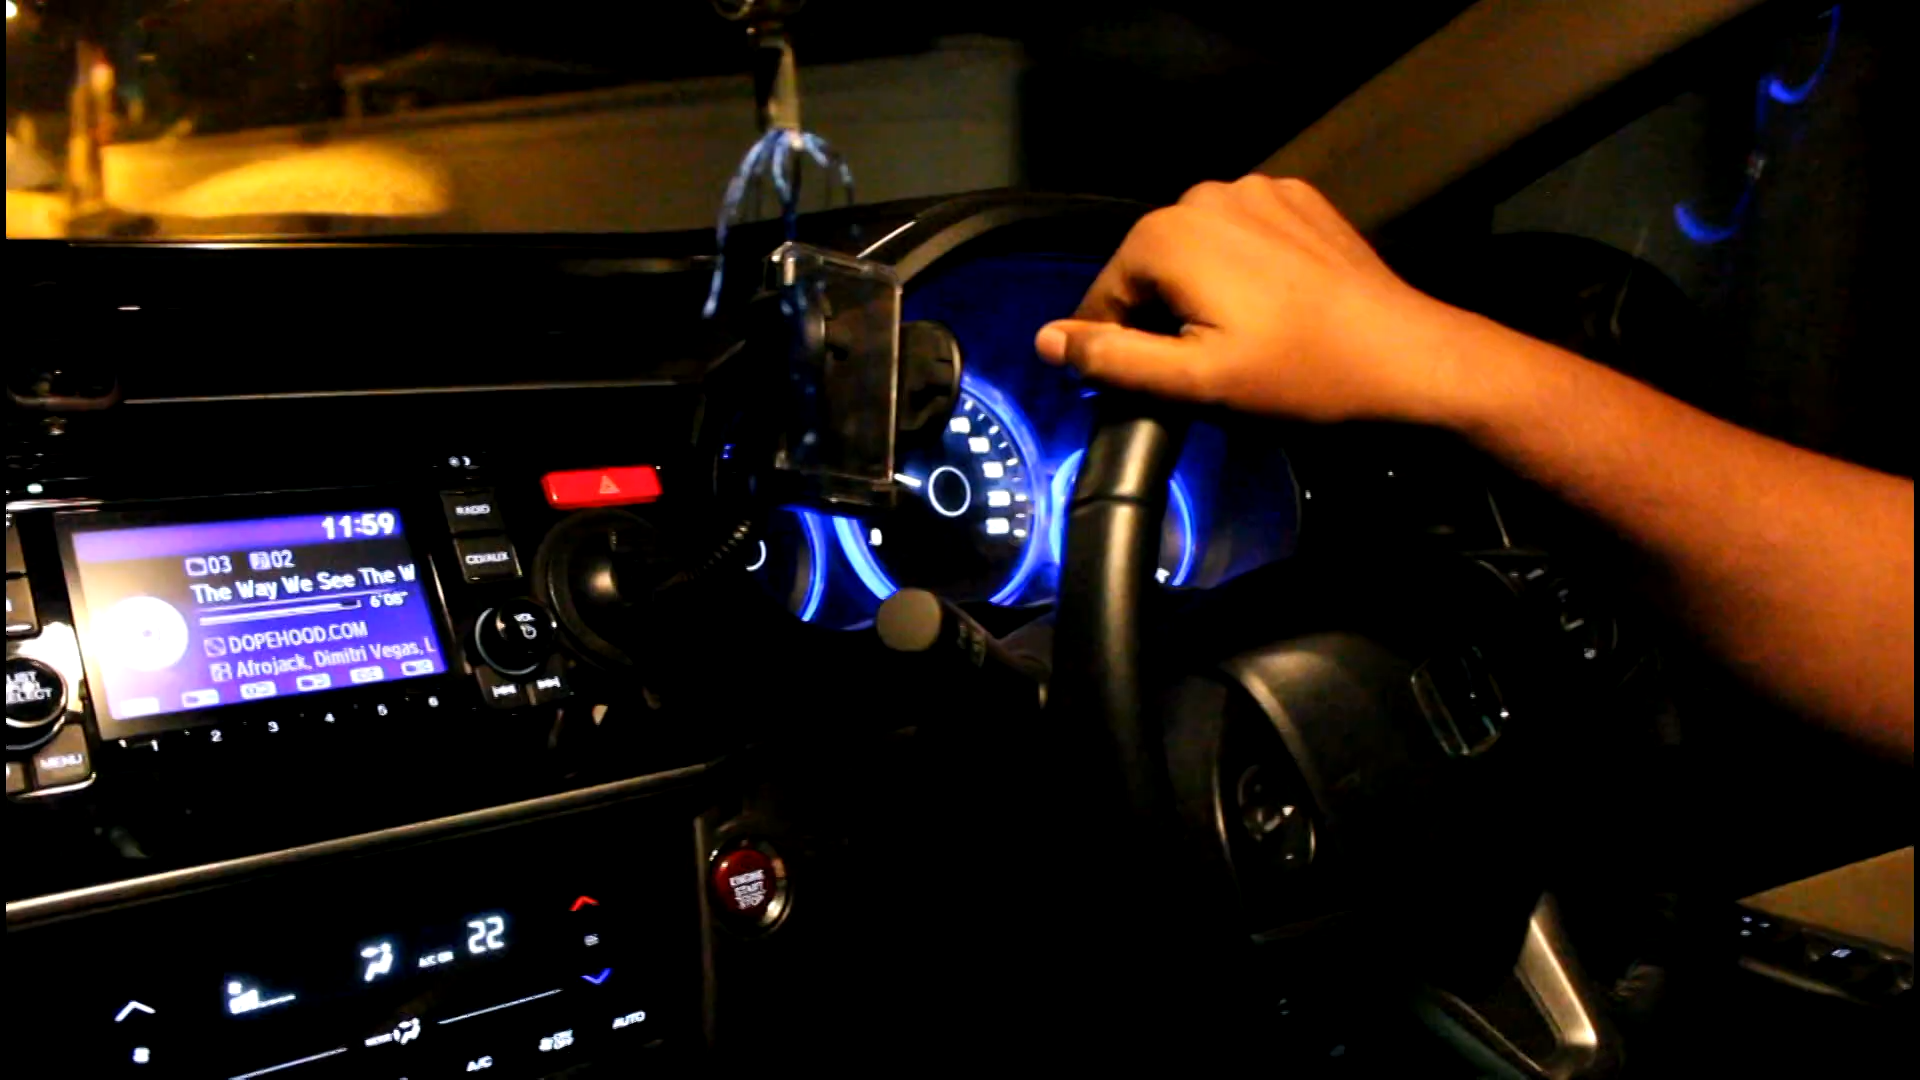 11:59
03 02
The Way We See The W
6'08"
DOPEHOOD.COM
Afrojack, Dimitri Vegas, L
RADIO
CD/AUX
VOL
MENU
1 2 3 4 5 6
ENGINE
START
STOP
22
AUTO
A/C